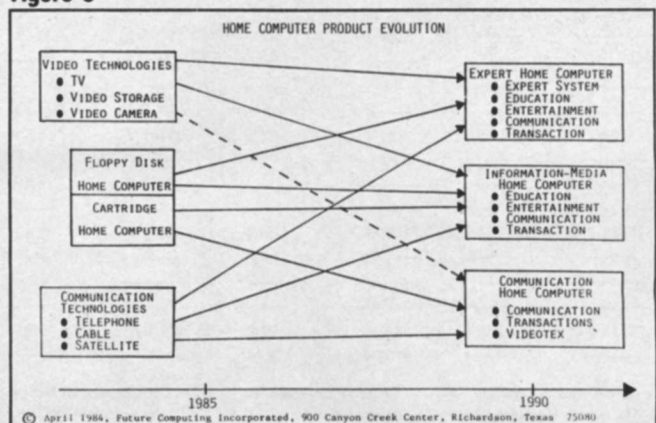 HOME COMPUTER PRODUCT EVOLUTION
VIDEO TECHNOLOGIES
● TV
● VIDEO STORAGE
● VIDEO CAMERA
FLOPPY DISK
HOME COMPUTER
CARTRIDGE
HOME COMPUTER
COMMUNICATION
TECHNOLOGIES
● TELEPHONE
● CABLE
● SATELLITE
EXPERT HOME COMPUTER
● EXPERT SYSTEM
● EDUCATION
● ENTERTAINMENT
● COMMUNICATION
● TRANSACTION
INFORMATION-MEDIA
HOME COMPUTER
● EDUCATION
● ENTERTAINMENT
● COMMUNICATION
● TRANSACTION
COMMUNICATION
HOME COMPUTER
● COMMUNICATION
● TRANSACTIONS
● VIDEOTEX
1985 1990
© April 1984, Future Computing Incorporated, 900 Canyon Creek Center, Richardson, Texas 75080